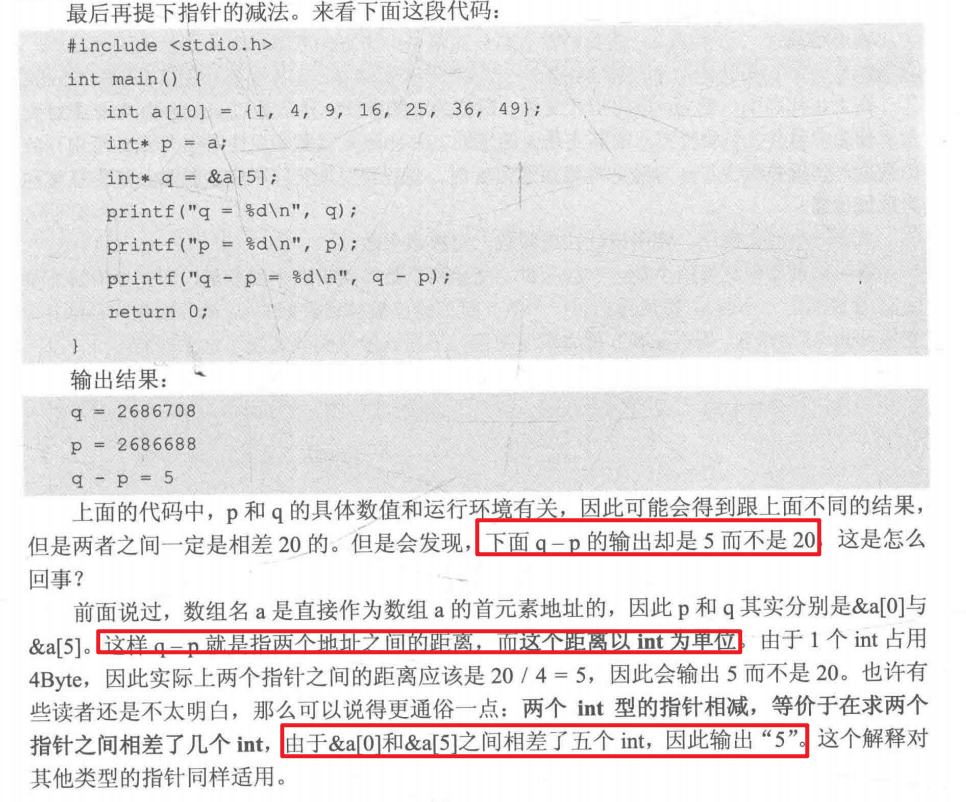 最后再提下指针的减法。来看下面这段代码：
#include <stdio.h>
int main() {
int a[10] = {1, 4, 9, 16, 25, 36, 49};
int* p = a;
int* q = &a[5];
printf("q = %d\n", q);
printf("p = %d\n", p);
printf("q - p = %d\n", q - p);
return 0;
}
输出结果：
q = 2686708
p = 2686688
q - p = 5
上面的代码中，p 和 q 的具体数值和运行环境有关，因此可能会得到跟上面不同的结果，
但是两者之间一定是相差 20 的。但是会发现，下面 q – p 的输出却是 5 而不是 20，这是怎么
回事？
前面说过，数组名 a 是直接作为数组 a 的首元素地址的，因此 p 和 q 其实分别是&a[0]与
&a[5]。这样 q – p 就是指两个地址之间的距离，而这个距离以 int 为单位。由于 1 个 int 占用
4Byte，因此实际上两个指针之间的距离应该是 20 / 4 = 5，因此会输出 5 而不是 20。也许有
些读者还是不太明白，那么可以说得更通俗一点：两个 int 型的指针相减，等价于在求两个
指针之间相差了几个 int，由于&a[0]和&a[5]之间相差了五个 int，因此输出“5”。这个解释对
其他类型的指针同样适用。